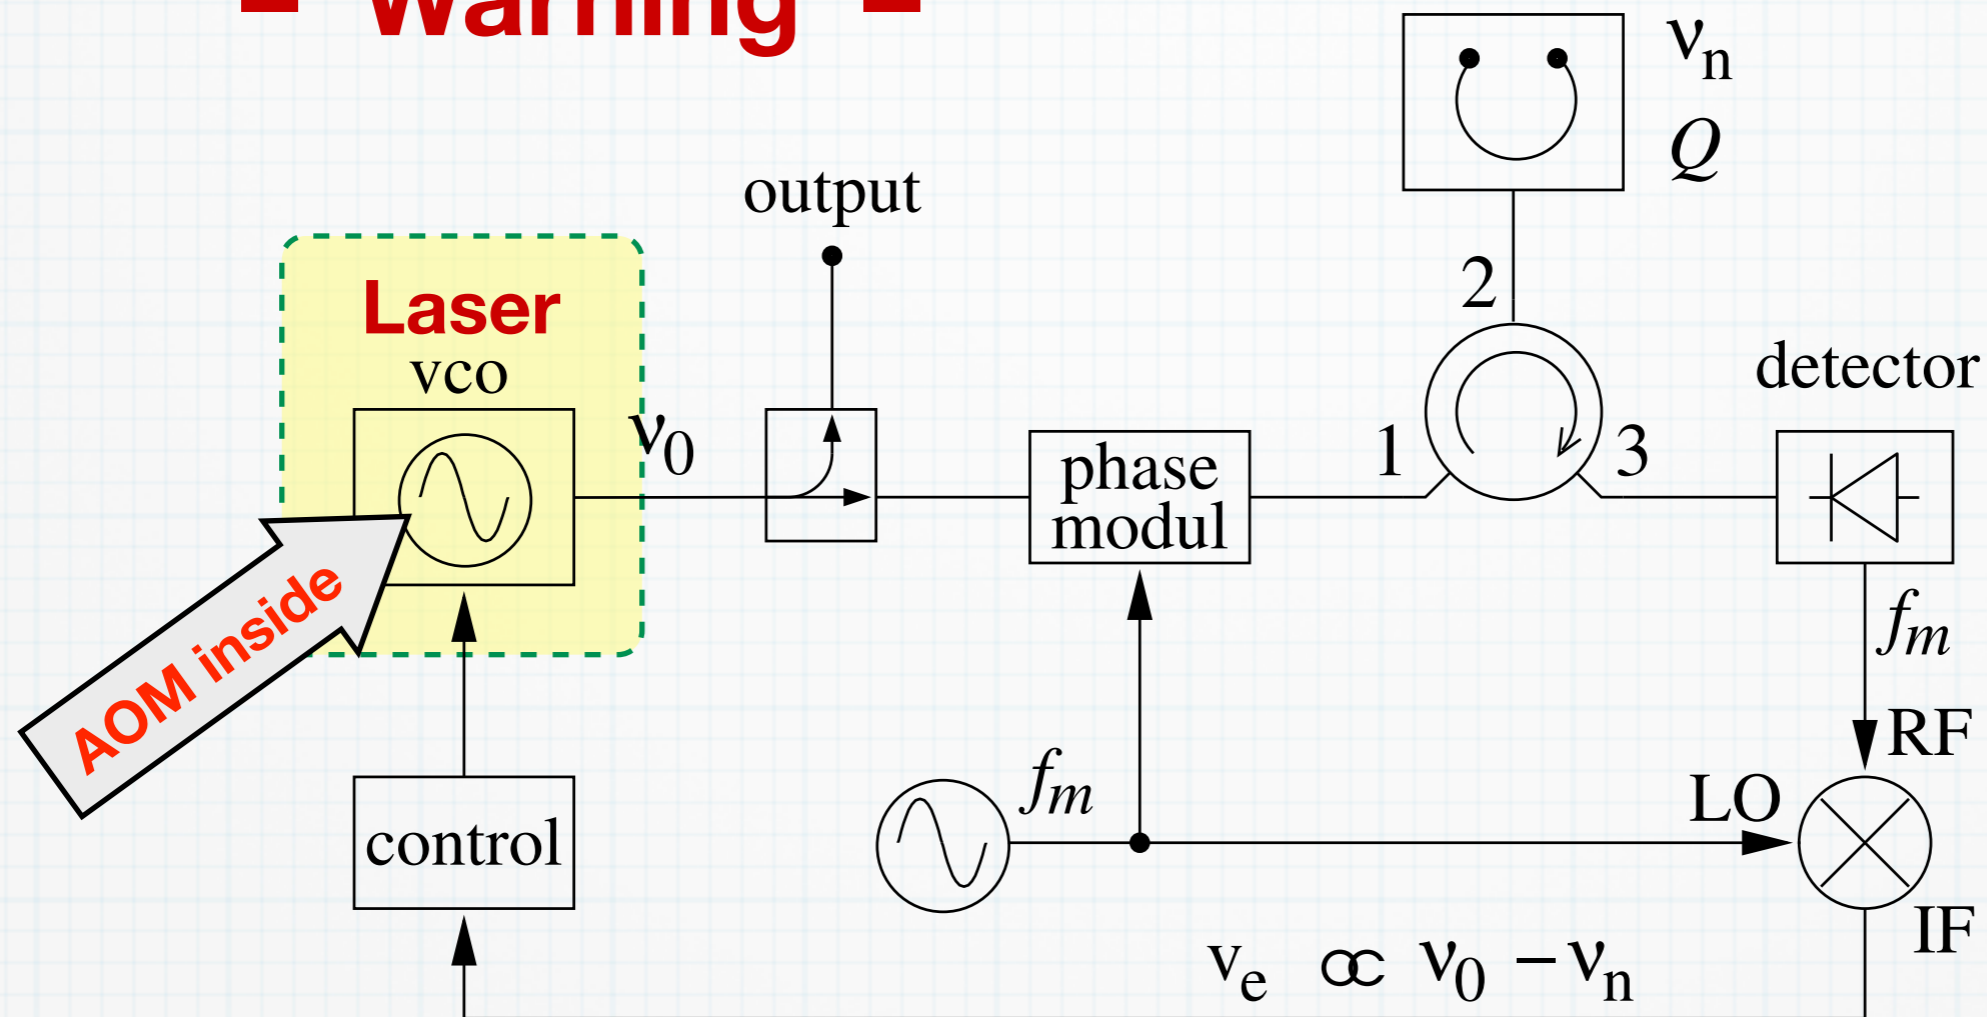 – Warning –
ν_n
Q
output
2
Laser
vco
detector
ν_0
1
3
phase
modul
AOM inside
f_m
RF
f_m
LO
control
IF
v_e ∝ ν_0 – ν_n